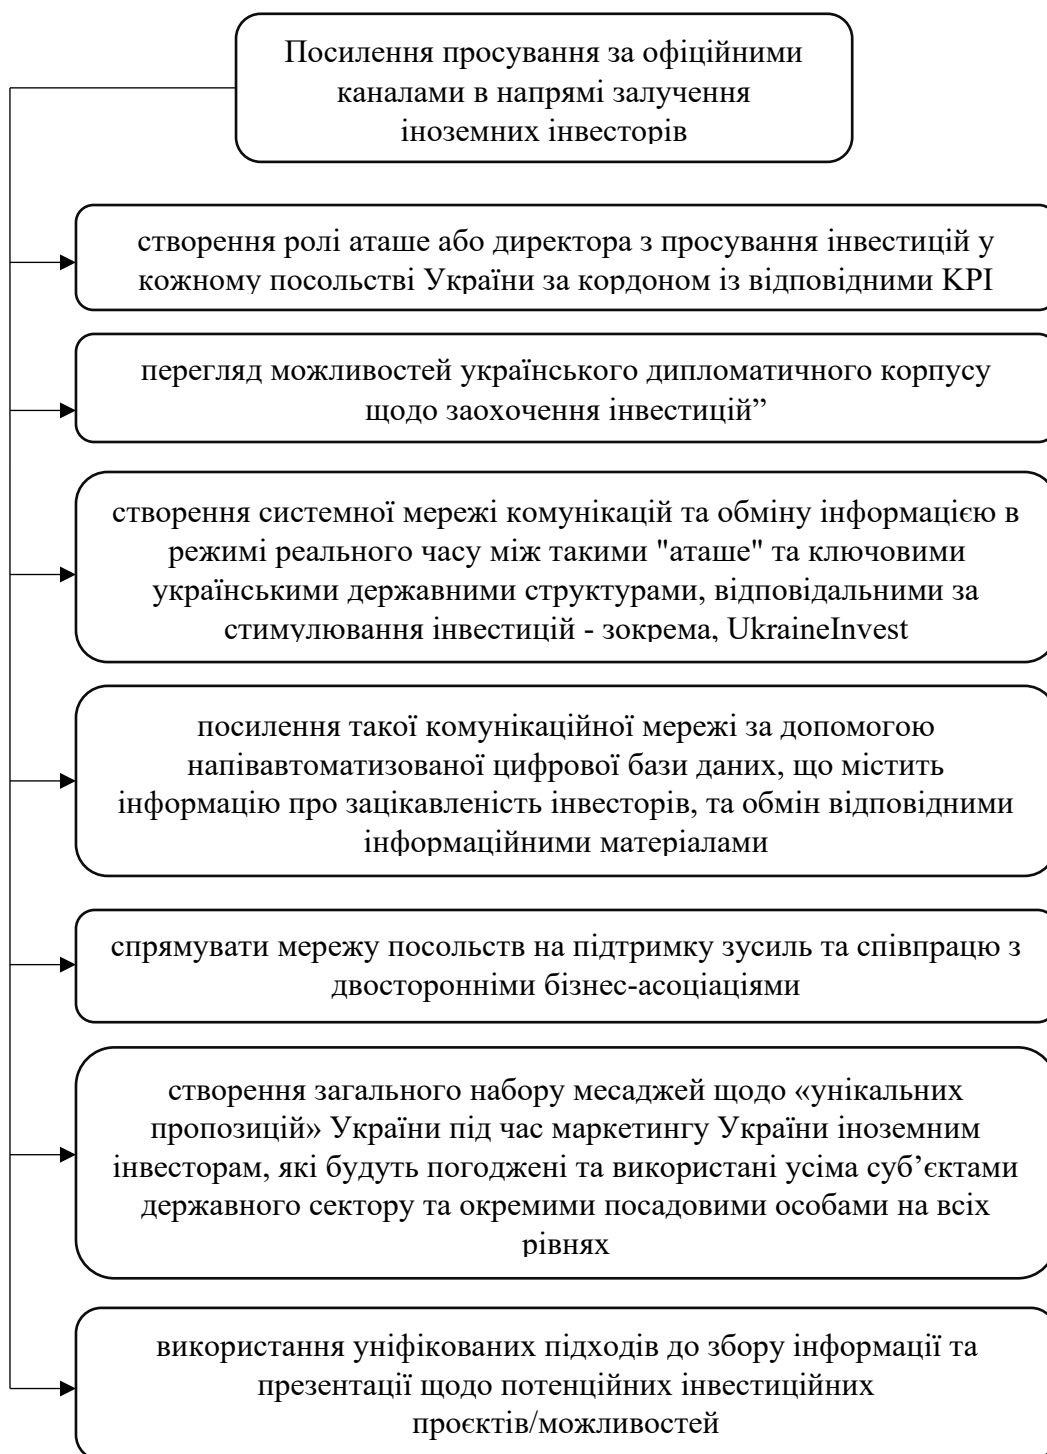 Посилення просування за офіційними
каналами в напрямі залучення
іноземних інвесторів
створення ролі аташе або директора з просування інвестицій у
кожному посольстві України за кордоном із відповідними KPI
перегляд можливостей українського дипломатичного корпусу
щодо заохочення інвестицій”
створення системної мережі комунікацій та обміну інформацією в
режимі реального часу між такими "аташе" та ключовими
українськими державними структурами, відповідальними за
стимулювання інвестицій - зокрема, UkraineInvest
посилення такої комунікаційної мережі за допомогою
напівавтоматизованої цифрової бази даних, що містить
інформацію про зацікавленість інвесторів, та обмін відповідними
інформаційними матеріалами
спрямувати мережу посольств на підтримку зусиль та співпрацю з
двосторонніми бізнес-асоціаціями
створення загального набору месаджей щодо «унікальних
пропозицій» України під час маркетингу України іноземним
інвесторам, які будуть погоджені та використані усіма суб’єктами
державного сектору та окремими посадовими особами на всіх
рівнях
використання уніфікованих підходів до збору інформації та
презентації щодо потенційних інвестиційних
проєктів/можливостей